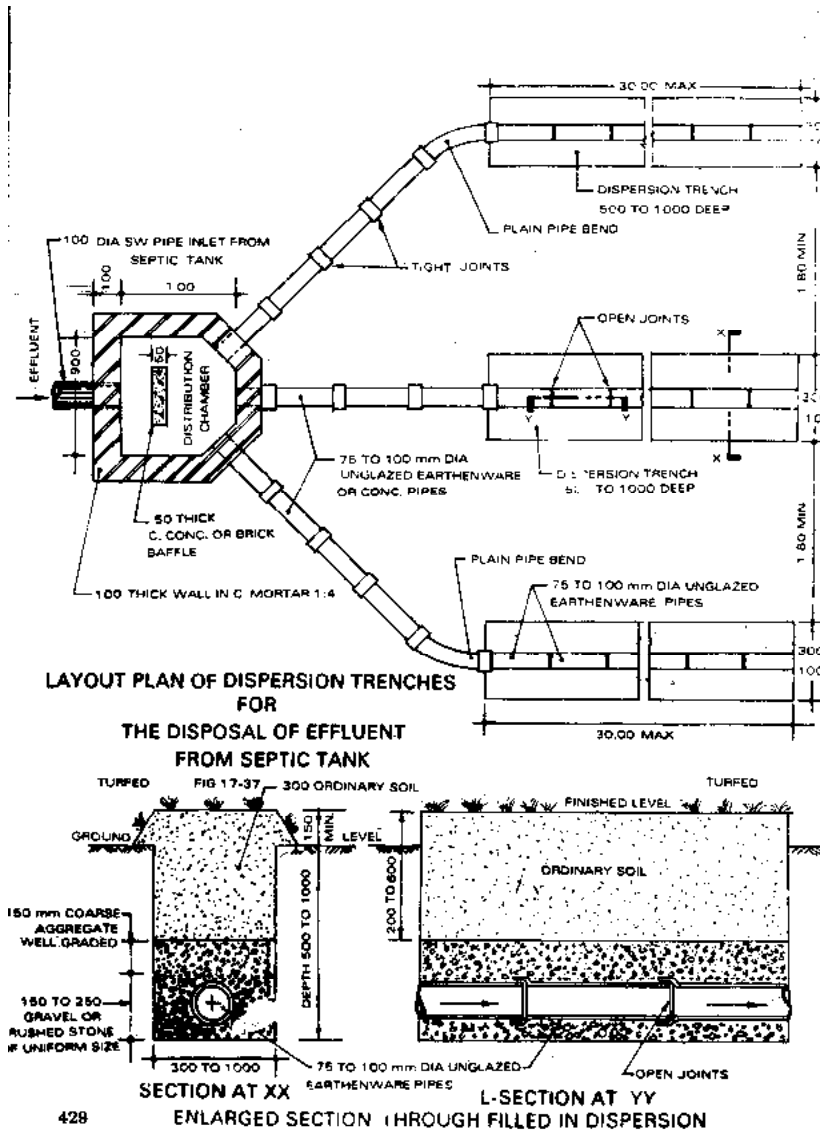 30.00 MAX
DISPERSION TRENCH
500 TO 1000 DEEP
PLAIN PIPE BEND
100 DIA SW PIPE INLET FROM
SEPTIC TANK
TIGHT JOINTS
100
1.80 MIN
EFFLUENT
900
DISTRIBUTION
CHAMBER
OPEN JOINTS
X
Y
Y
X
75 TO 100 mm DIA
UNGLAZED EARTHENWARE
OR CONC. PIPES
TO 1000 DEEP
50 THICK
C. CONC. OR BRICK
BAFFLE
1.80 MIN
PLAIN PIPE BEND
75 TO 100 mm DIA UNGLAZED
EARTHENWARE PIPES
100 THICK WALL IN C MORTAR 1:4
300
LAYOUT PLAN OF DISPERSION TRENCHES
FOR
THE DISPOSAL OF EFFLUENT
FROM SEPTIC TANK
30.00 MAX
TURFED
FIG 17-37
300 ORDINARY SOIL
TURFED
FINISHED LEVEL
GROUND
150
MIN.
LEVEL
ORDINARY SOIL
200 TO 600
150 mm COARSE
AGGREGATE
WELL GRADED
DEPTH 500 TO 1000
150 TO 250
GRAVEL OR
RUSHED STONE
OF UNIFORM SIZE
300 TO 1000
75 TO 100 mm DIA UNGLAZED
EARTHENWARE PIPES
OPEN JOINTS
SECTION AT XX
L-SECTION AT YY
428
ENLARGED SECTION THROUGH FILLED IN DISPERSION